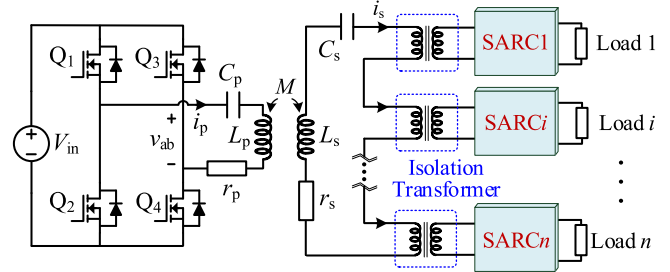 Q1
Q3
Cp
M
is
Cs
SARC1
Load 1
Vin
+
vab
−
ip
Lp
Ls
SARCi
Load i
Isolation
Transformer
Q2
Q4
rp
rs
SARCn
Load n